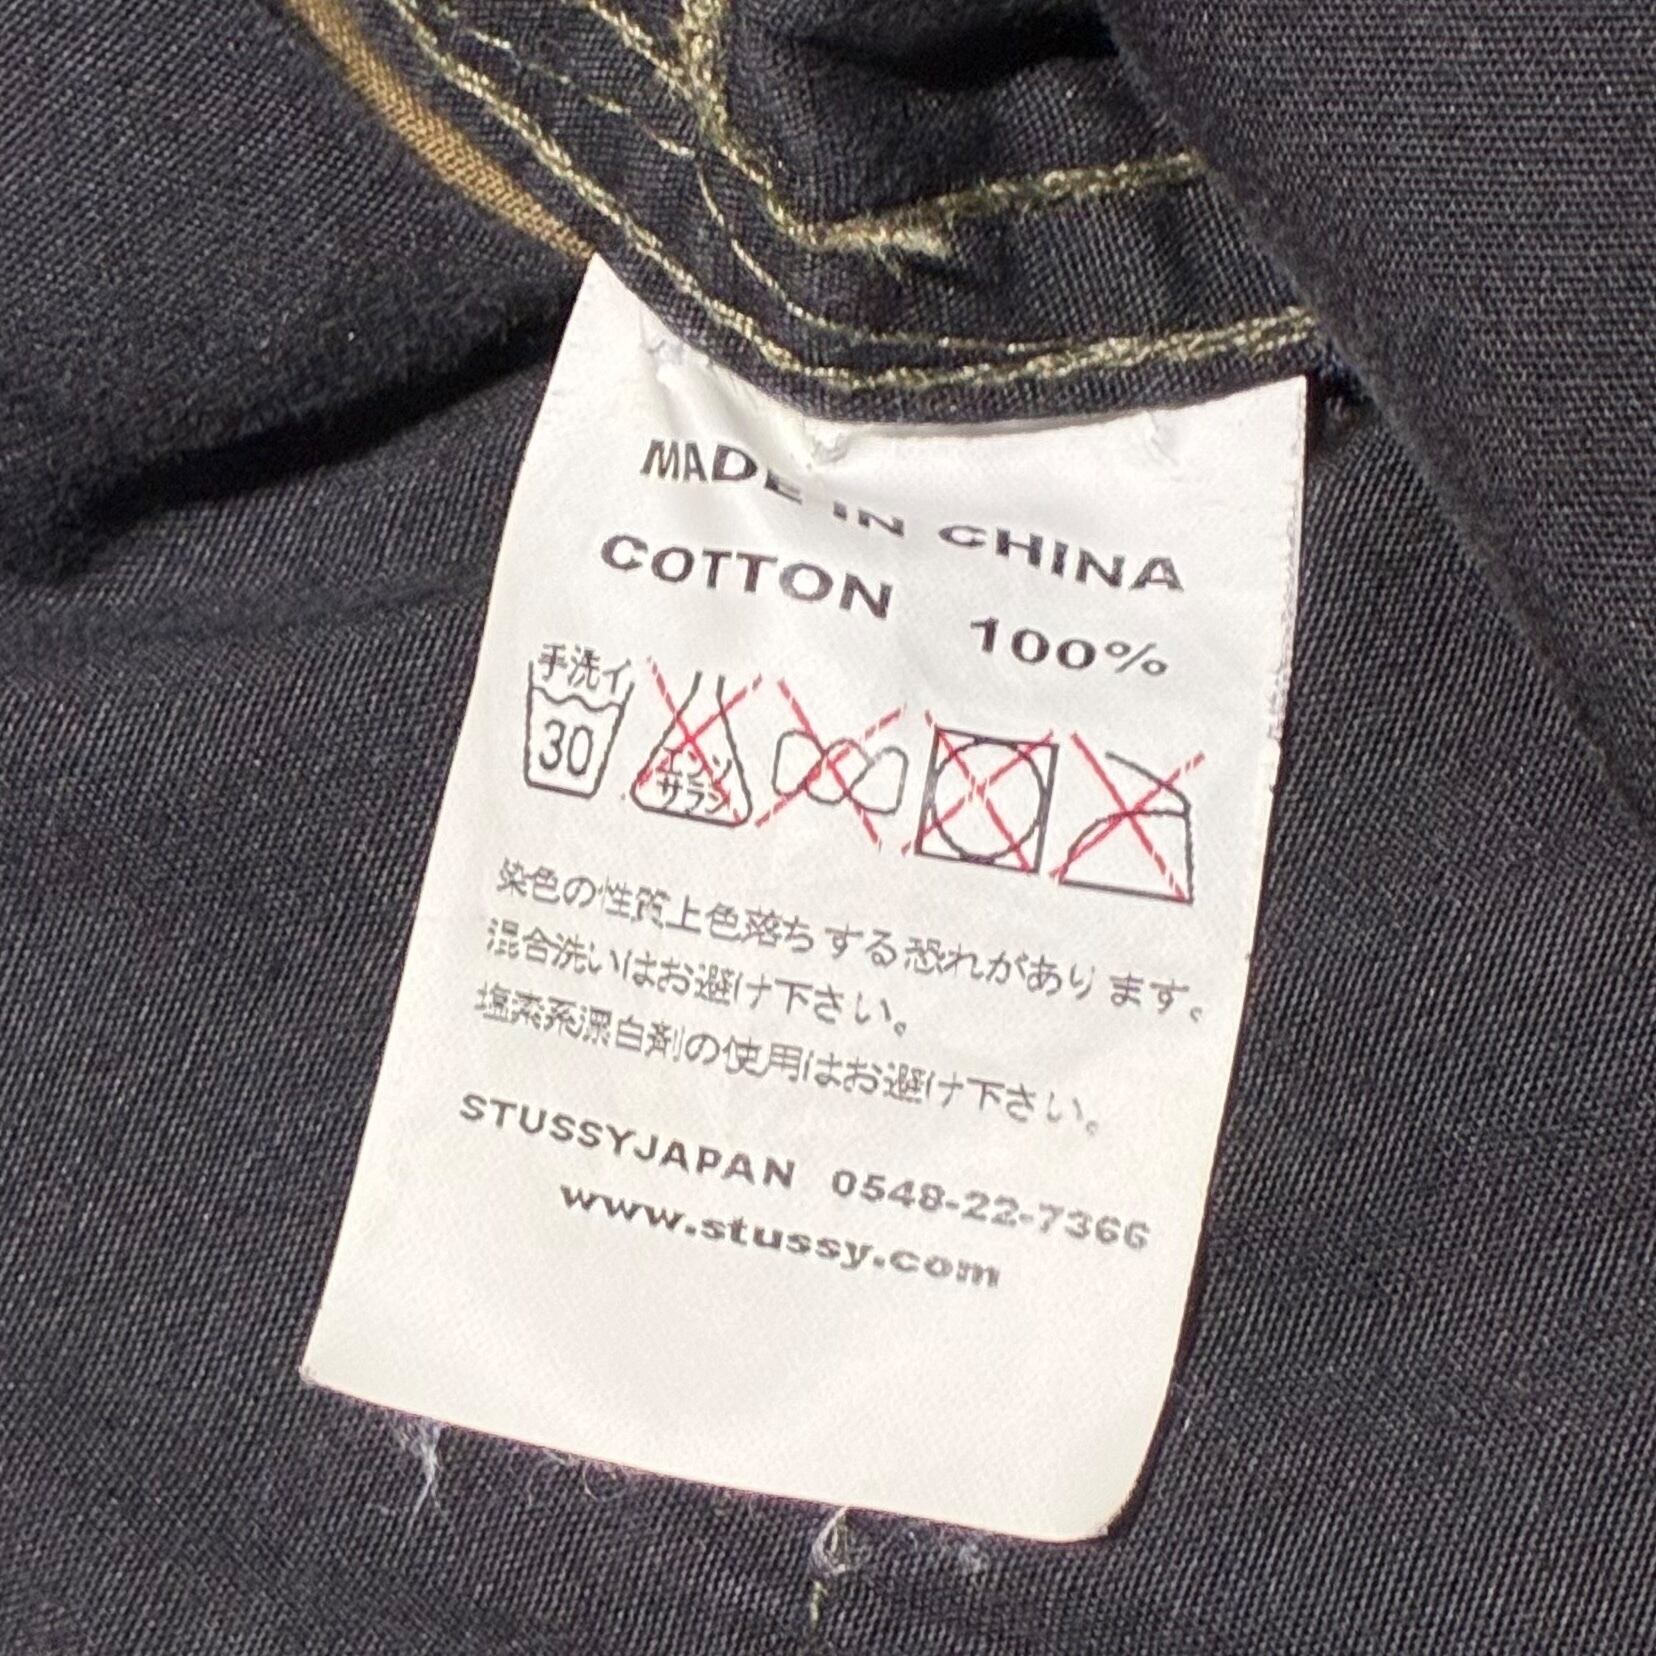 MADE IN CHINA
COTTON 100%
手洗イ
30
エンソ
サラシ
染色の性質上色落ちする恐れがあります。
混合洗いはお避け下さい。
塩素系漂白剤の使用はお避け下さい。
STUSSYJAPAN 0548-22-7366
www.stussy.com